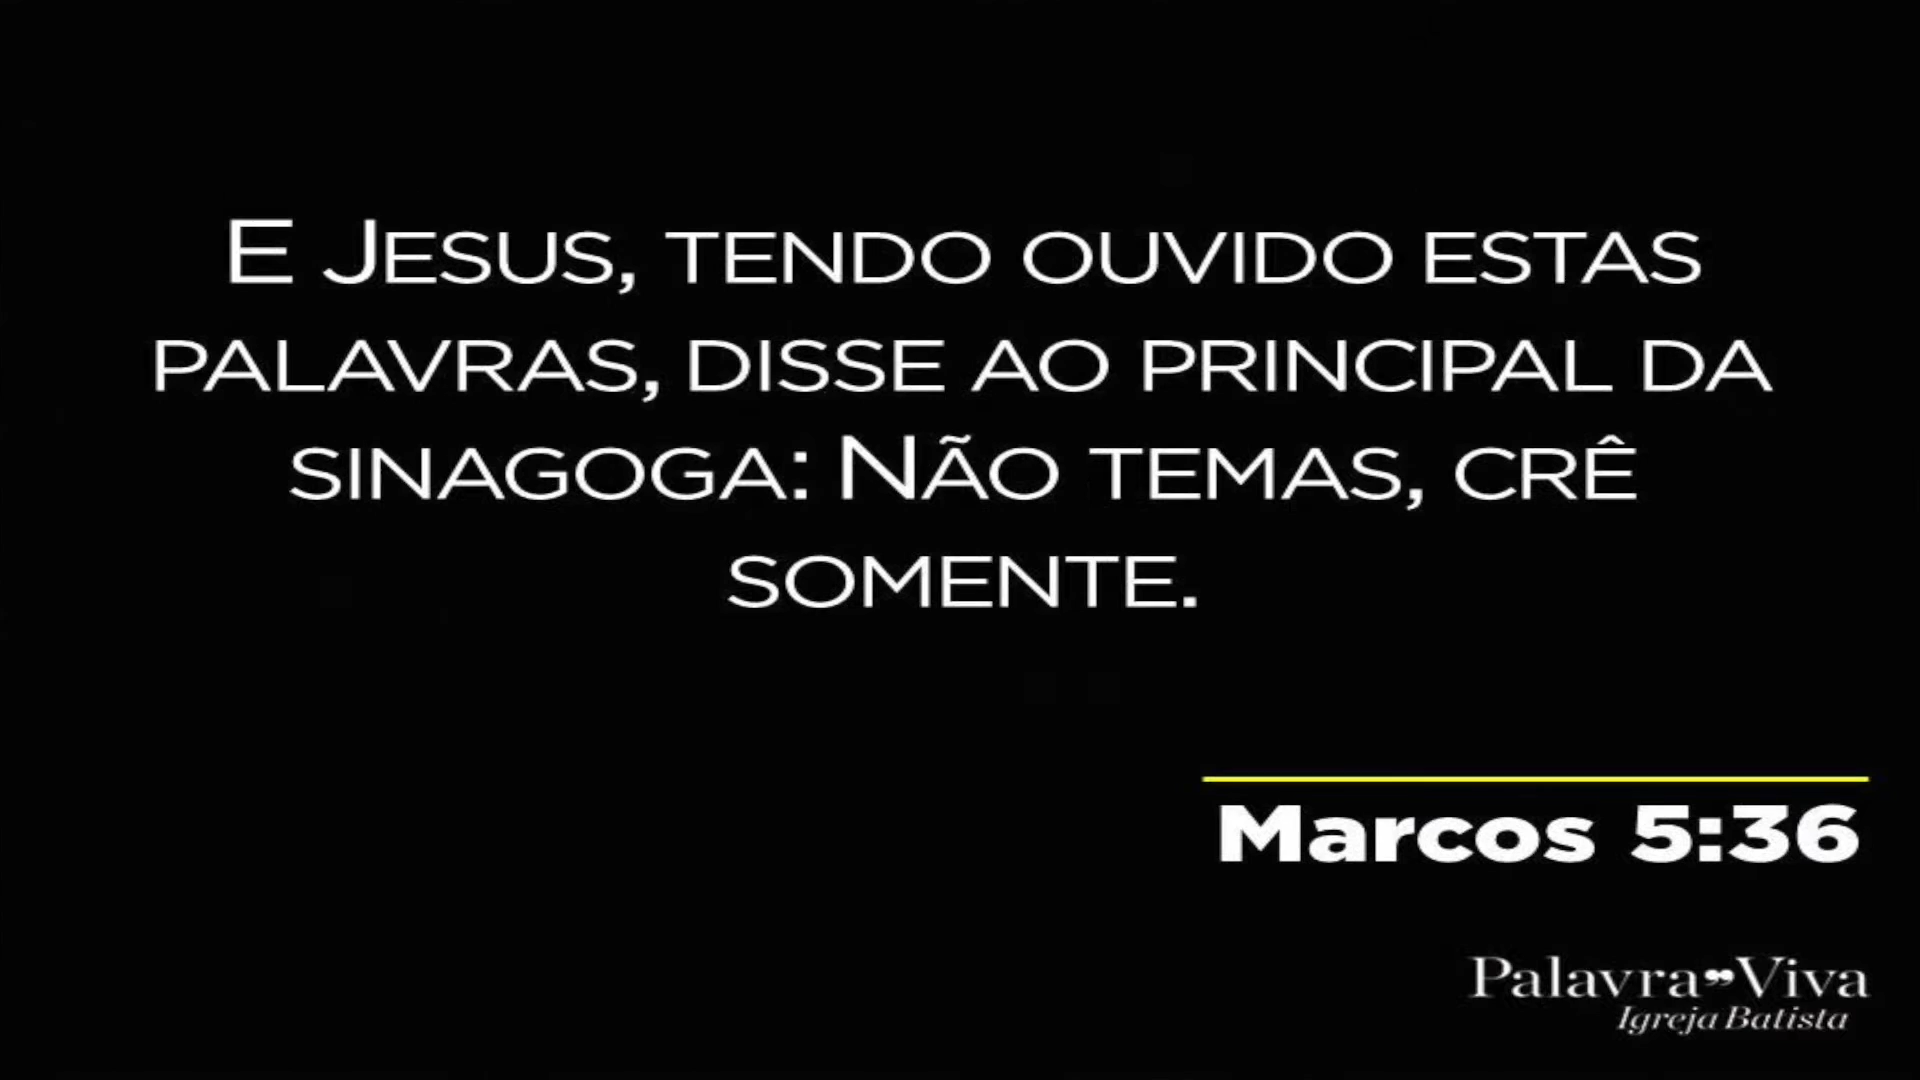 E Jesus, tendo ouvido estas
palavras, disse ao principal da
sinagoga: Não temas, crê
somente.
Marcos 5:36
Palavra❞Viva
Igreja Batista